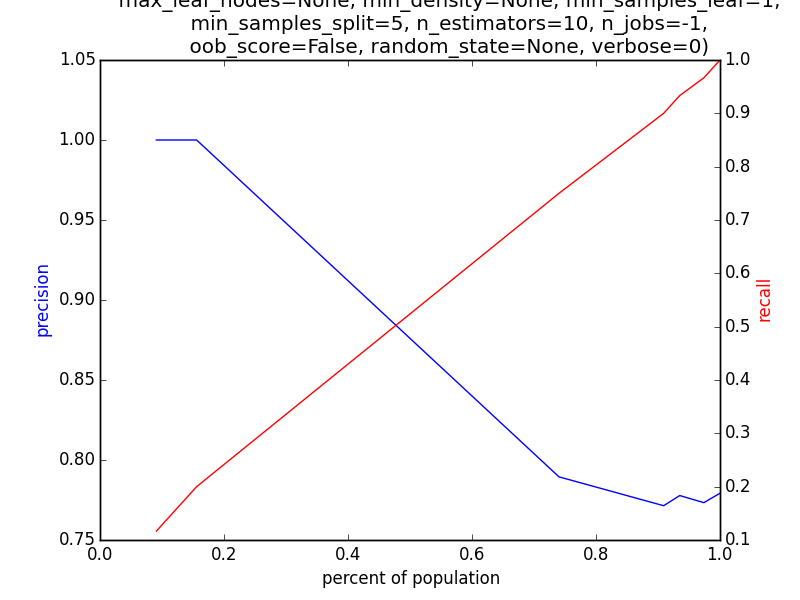 max_leaf_nodes=None, min_density=None, min_samples_leaf=1,
min_samples_split=5, n_estimators=10, n_jobs=-1,
oob_score=False, random_state=None, verbose=0)
1.05
1.00
0.95
0.90
0.85
0.80
0.75
precision
1.0
0.9
0.8
0.7
0.6
0.5
0.4
0.3
0.2
0.1
recall
0.0 0.2 0.4 0.6 0.8 1.0
percent of population